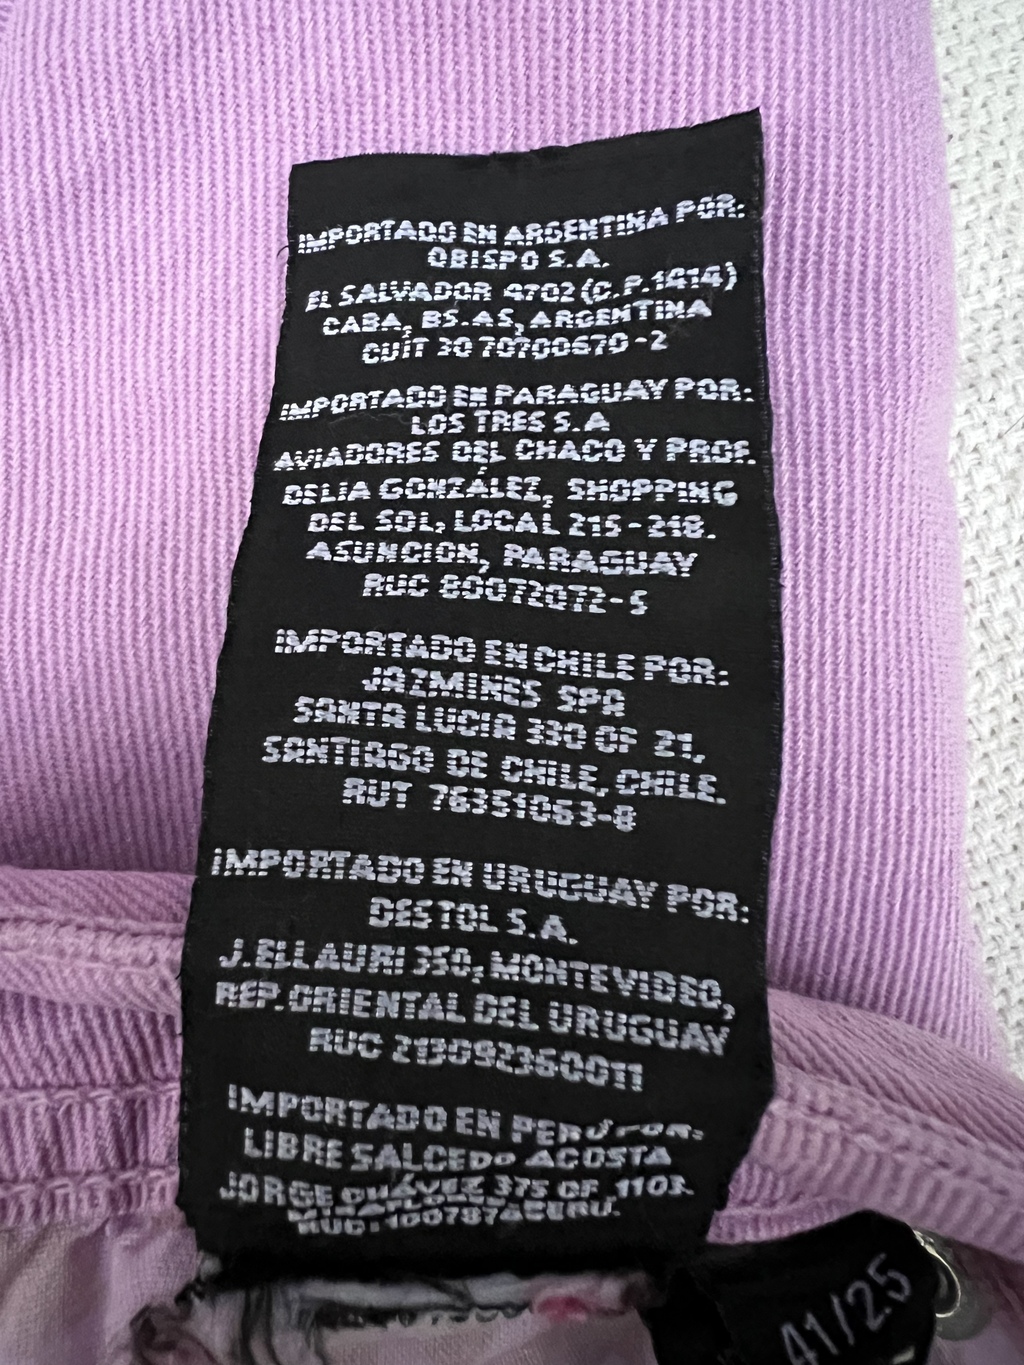 IMPORTADO EN ARGENTINA POR:
OBISPO S.A.
EL SALVADOR 4702 (C.P.1414)
CABA, BS.AS, ARGENTINA
CUIT 30 70700670-2
IMPORTADO EN PARAGUAY POR:
LOS TRES S.A
AVIADORES DEL CHACO Y PROF.
DELIA GONZÁLEZ, SHOPPING
DEL SOL, LOCAL 215-218.
ASUNCION, PARAGUAY
RUC 80072072-5
IMPORTADO EN CHILE POR:
JAZMINES SPA
SANTA LUCIA 330 OF 21,
SANTIAGO DE CHILE, CHILE.
RUT 76351063-8
IMPORTADO EN URUGUAY POR:
DESTOL S.A.
J.ELLAURI 350, MONTEVIDEO,
REP.ORIENTAL DEL URUGUAY
RUC 213092360011
IMPORTADO EN PERÚ POR:
LIBRE SALCEDO ACOSTA
JORGE CHÁVEZ 375 OF 1103.
41/25